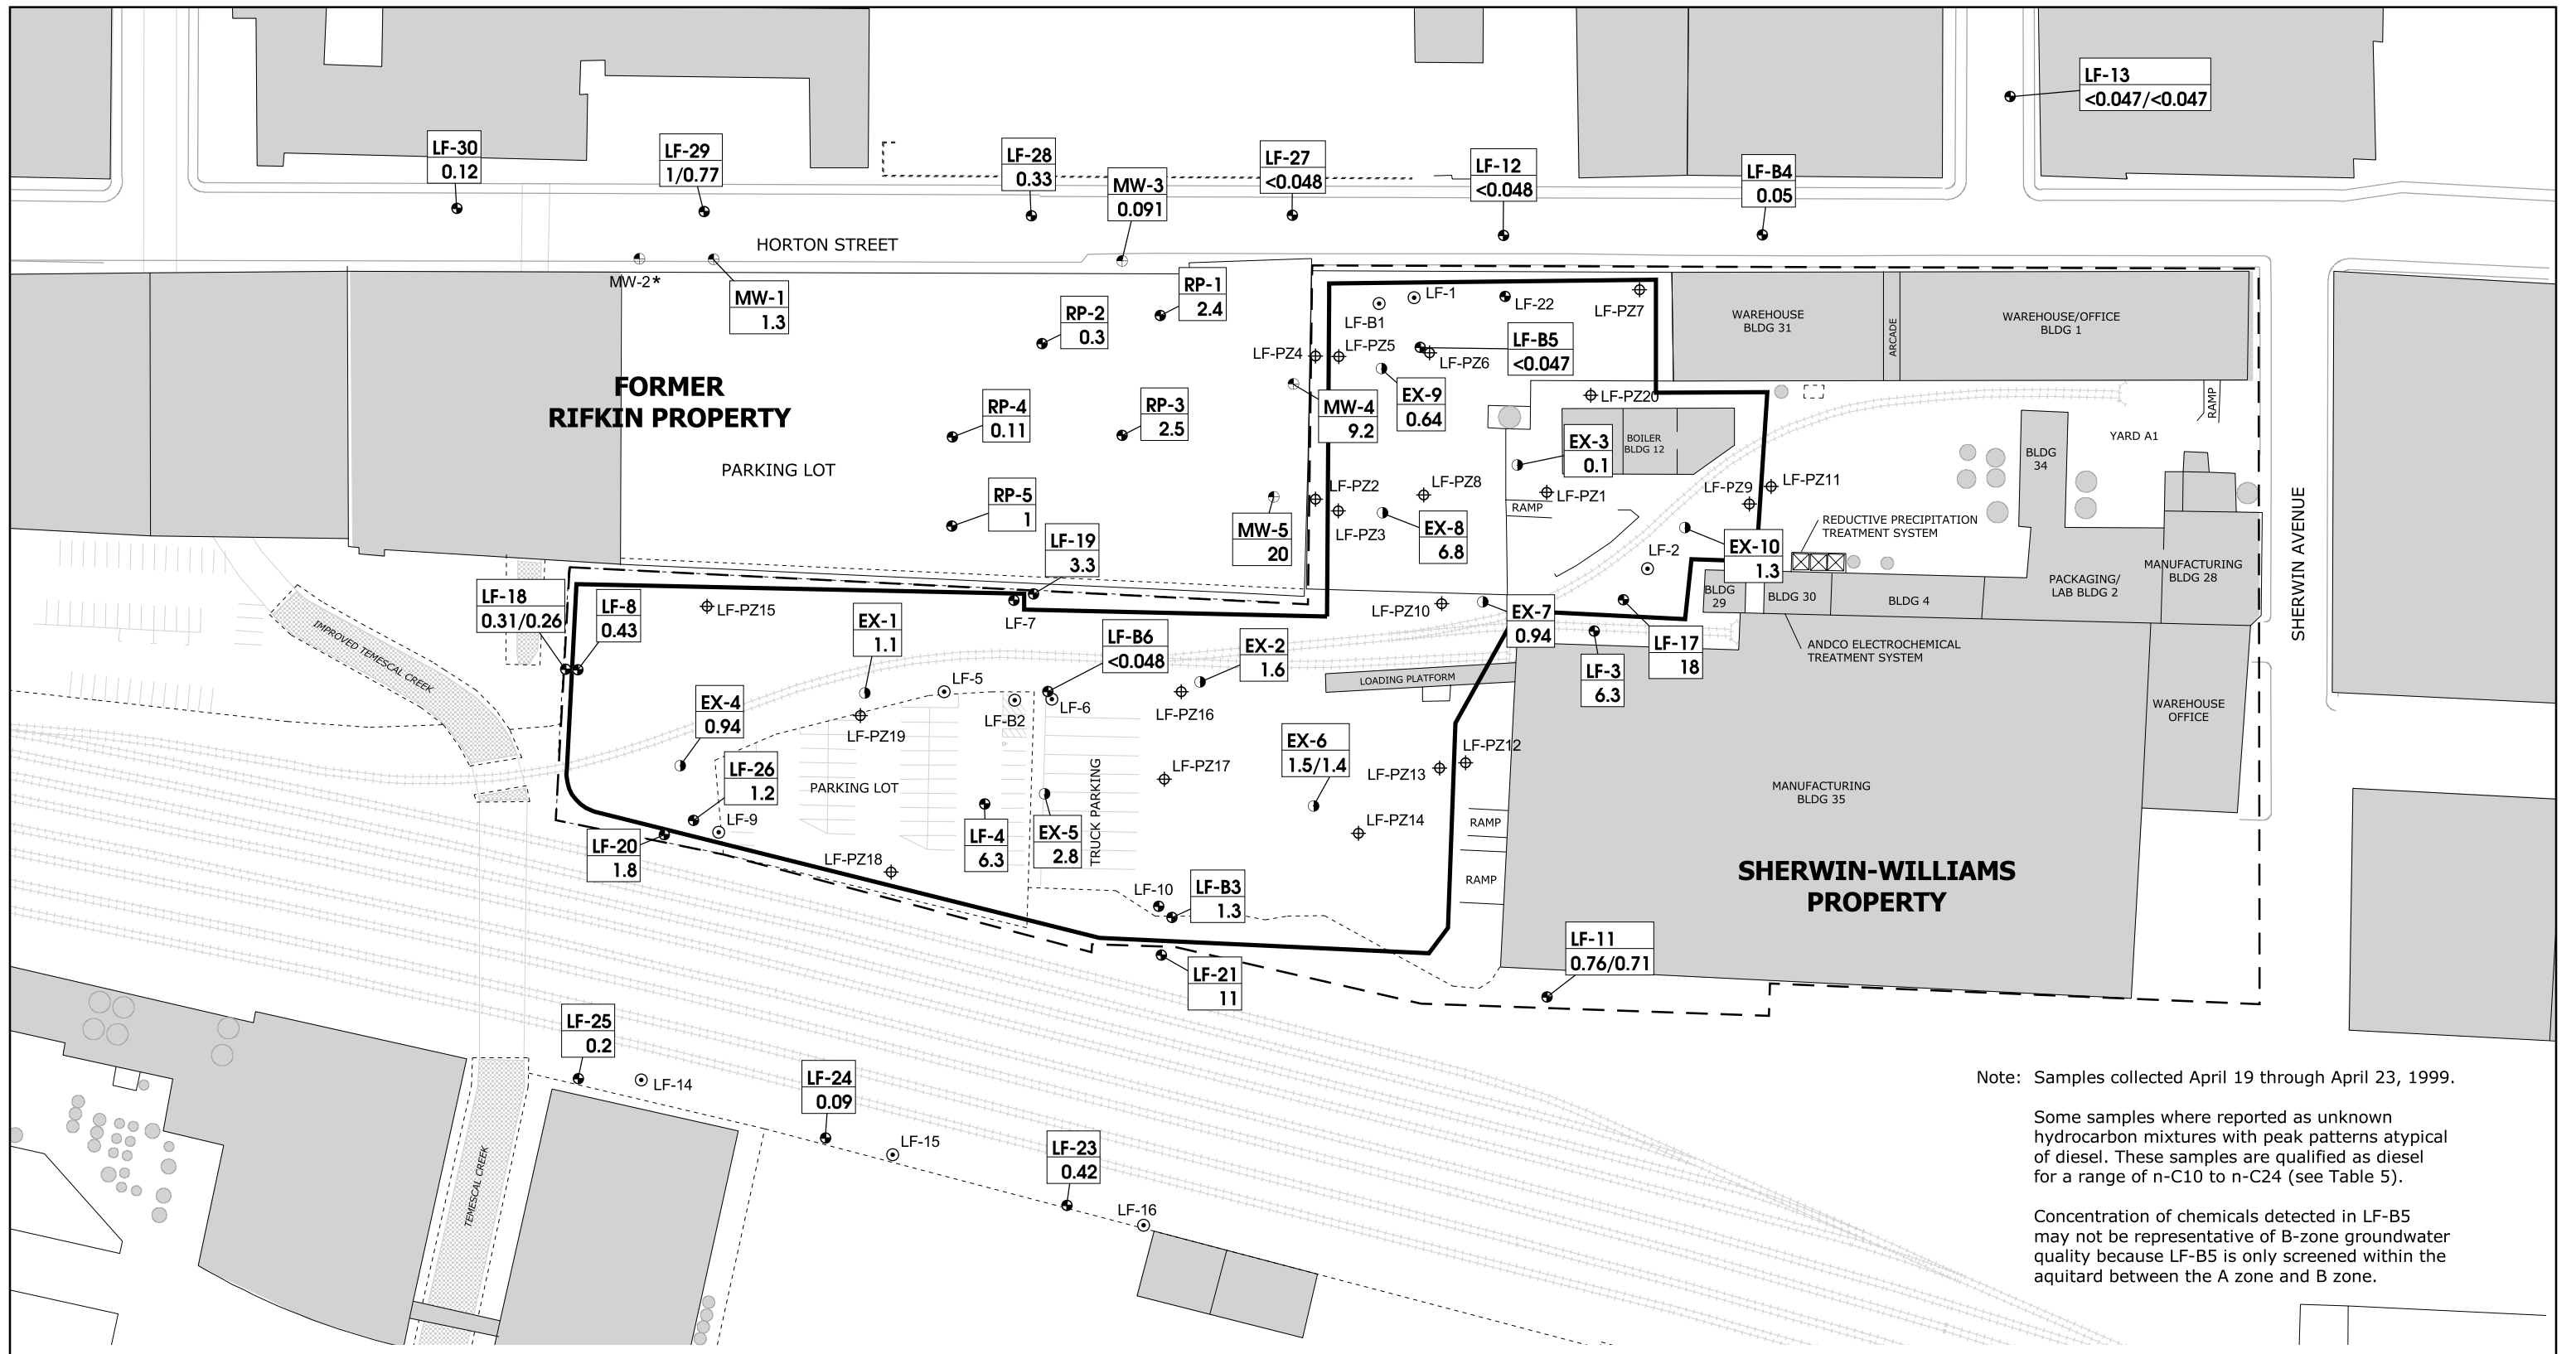 LF-13
<0.047/<0.047
LF-30
0.12
LF-29
1/0.77
LF-28
0.33
MW-3
0.091
LF-27
<0.048
LF-12
<0.048
LF-B4
0.05
HORTON STREET
MW-2*
MW-1
1.3
RP-1
2.4
RP-2
0.3
LF-B1
LF-1
LF-22
LF-PZ7
WAREHOUSE
BLDG 31
ARCADE
WAREHOUSE/OFFICE
BLDG 1
LF-PZ4
LF-PZ5
LF-PZ6
LF-B5
<0.047
FORMER
RIFKIN PROPERTY
PARKING LOT
RP-4
0.11
RP-3
2.5
MW-4
9.2
EX-9
0.64
LF-PZ20
EX-3
0.1
BOILER
BLDG 12
RAMP
YARD A1
BLDG
34
RP-5
1
MW-5
20
LF-PZ2
LF-PZ3
LF-PZ8
EX-8
6.8
RAMP
LF-PZ1
LF-PZ9
LF-PZ11
LF-2
EX-10
1.3
REDUCTIVE PRECIPITATION
TREATMENT SYSTEM
MANUFACTURING
BLDG 28
PACKAGING/
LAB BLDG 2
BLDG
29
BLDG 30
BLDG 4
SHERWIN AVENUE
LF-19
3.3
LF-18
0.31/0.26
LF-8
0.43
LF-PZ15
EX-1
1.1
LF-7
LF-B6
<0.048
EX-2
1.6
LF-PZ10
EX-7
0.94
LF-3
6.3
LF-17
18
ANDCO ELECTROCHEMICAL
TREATMENT SYSTEM
IMPROVED TEMESCAL CREEK
EX-4
0.94
LF-5
LF-B2
LF-6
LF-PZ16
LF-PZ19
LOADING PLATFORM
WAREHOUSE
OFFICE
LF-26
1.2
PARKING LOT
TRUCK PARKING
LF-PZ17
EX-6
1.5/1.4
LF-PZ13
LF-PZ12
MANUFACTURING
BLDG 35
LF-9
LF-20
1.8
LF-PZ18
LF-4
6.3
EX-5
2.8
LF-PZ14
RAMP
RAMP
LF-10
LF-B3
1.3
SHERWIN-WILLIAMS
PROPERTY
LF-21
11
LF-11
0.76/0.71
LF-25
0.2
LF-14
LF-24
0.09
LF-15
LF-23
0.42
LF-16
TEMESCAL CREEK
Note: Samples collected April 19 through April 23, 1999.
Some samples where reported as unknown
hydrocarbon mixtures with peak patterns atypical
of diesel. These samples are qualified as diesel
for a range of n-C10 to n-C24 (see Table 5).
Concentration of chemicals detected in LF-B5
may not be representative of B-zone groundwater
quality because LF-B5 is only screened within the
aquitard between the A zone and B zone.